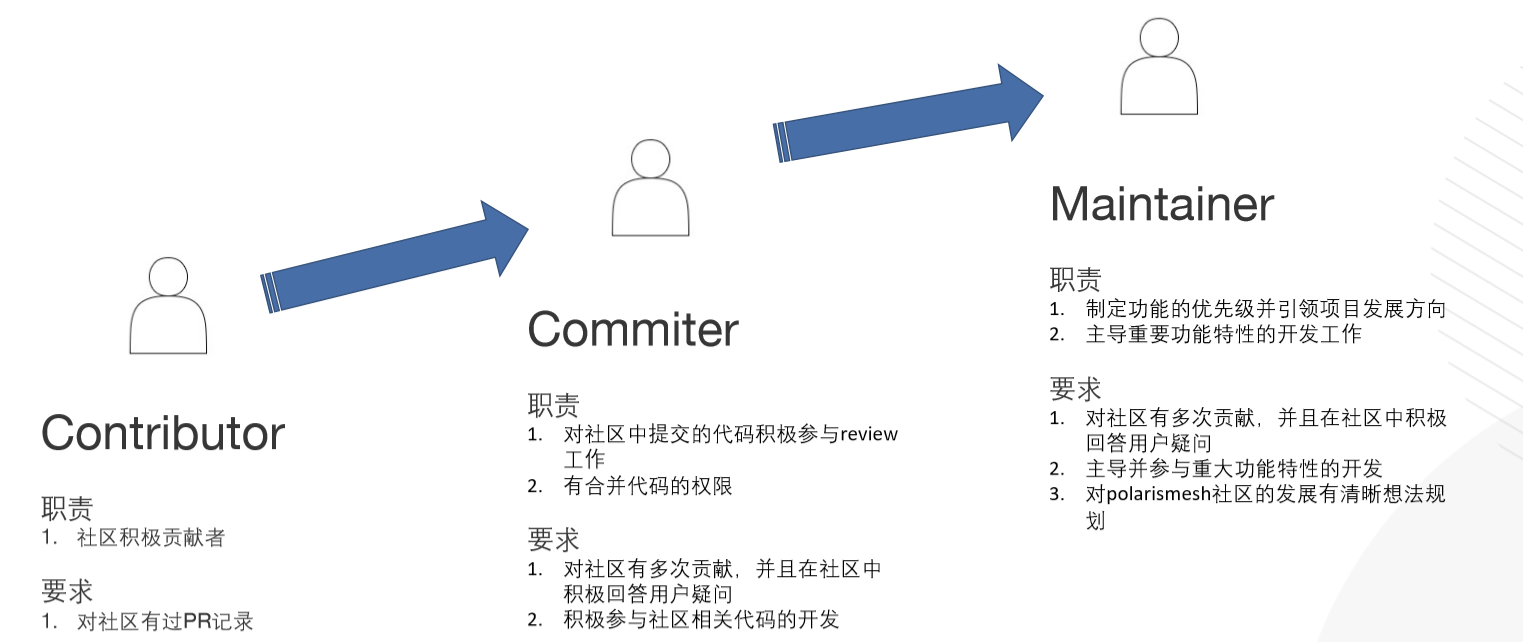 Contributor
职责
1. 社区积极贡献者
要求
1. 对社区有过PR记录
Commiter
职责
1. 对社区中提交的代码积极参与review
工作
2. 有合并代码的权限
要求
1. 对社区有多次贡献，并且在社区中
积极回答用户疑问
2. 积极参与社区相关代码的开发
Maintainer
职责
1. 制定功能的优先级并引领项目发展方向
2. 主导重要功能特性的开发工作
要求
1. 对社区有多次贡献，并且在社区中积极
回答用户疑问
2. 主导并参与重大功能特性的开发
3. 对polarismesh社区的发展有清晰想法规
划